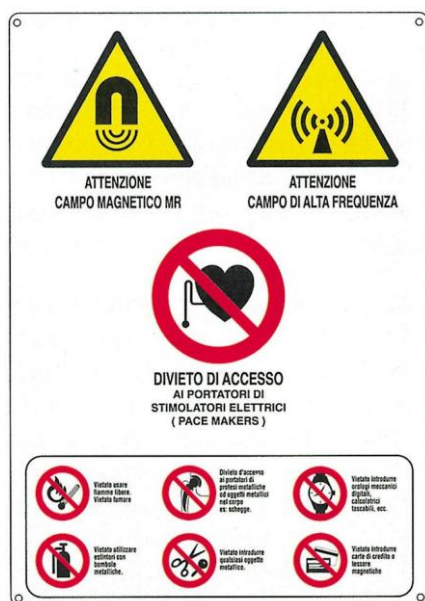 ATTENZIONE
CAMPO MAGNETICO MR
ATTENZIONE
CAMPO DI ALTA FREQUENZA
DIVIETO DI ACCESSO
AI PORTATORI DI
STIMOLATORI ELETTRICI
( PACE MAKERS )
Vietato usare
fiamme libere.
Vietato fumare
Divieto d'accesso
ai portatori di
protesi metalliche
od oggetti metallici
nel corpo
es: schegge.
Vietato introdurre
orologi meccanici
digitali,
calcolatrici
tascabili, ecc.
Vietato utilizzare
estintori con
bombole
metalliche.
Vietato introdurre
qualsiasi oggetto
metallico.
Vietato introdurre
carte di credito o
tessere
magnetiche